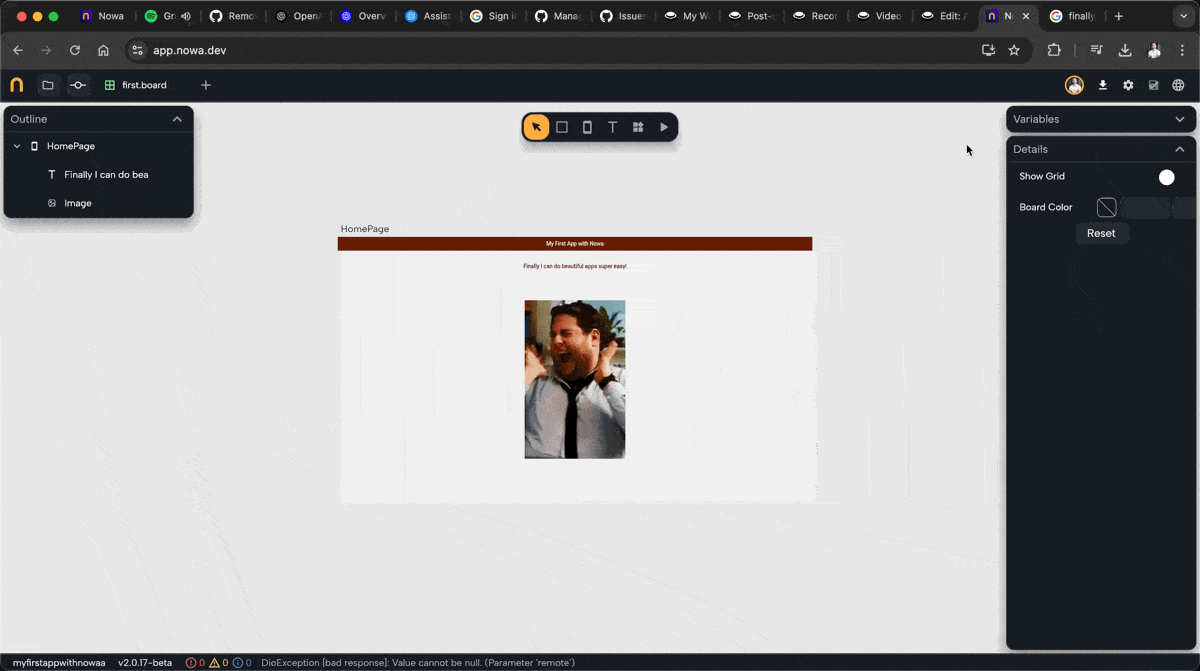 Nowa
Gr
Remo
OpenA
Overv
Assist
Sign i
Mana
Issues
My W
Post-c
Recor
Video
Edit: A
N
finally
app.nowa.dev
first.board
Outline
HomePage
Finally I can do bea
Image
Variables
Details
Show Grid
Board Color
Reset
HomePage
My First App with Nowa
Finally I can do beautiful apps super easy!
myfirstappwithnowaa v2.0.17-beta 0 0 0 DioException [bad response]: Value cannot be null. (Parameter 'remote')